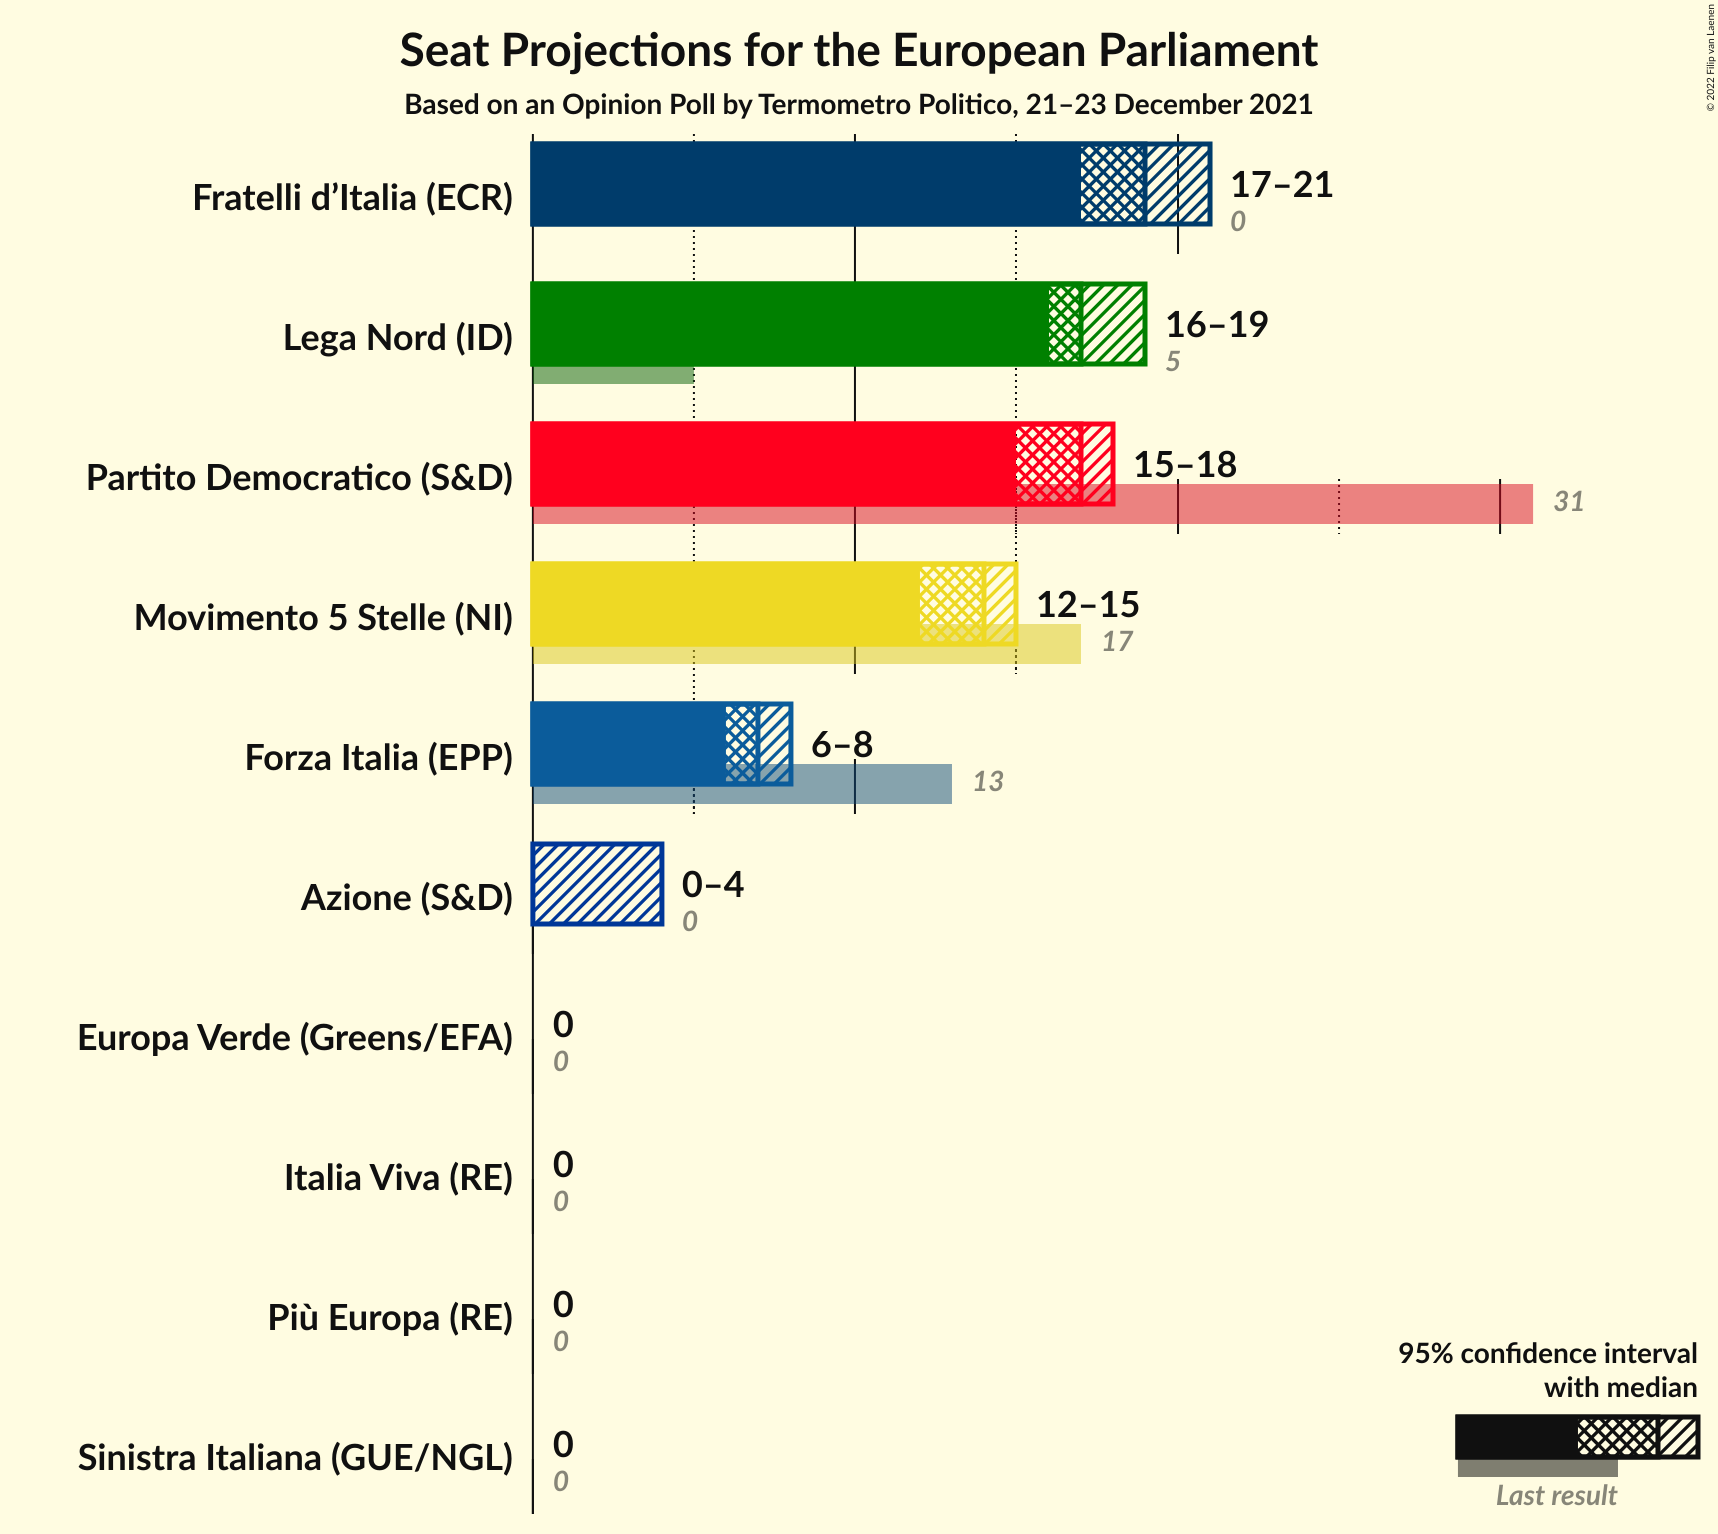 Seat Projections for the European Parliament
Based on an Opinion Poll by Termometro Politico, 21–23 December 2021
© 2022 Filip van Laenen
Fratelli d’Italia (ECR)
17–21
0
Lega Nord (ID)
16–19
5
Partito Democratico (S&D)
15–18
31
Movimento 5 Stelle (NI)
12–15
17
Forza Italia (EPP)
6–8
13
Azione (S&D)
0–4
0
Europa Verde (Greens/EFA)
0
0
Italia Viva (RE)
0
0
Più Europa (RE)
0
0
Sinistra Italiana (GUE/NGL)
0
0
95% confidence interval
with median
Last result